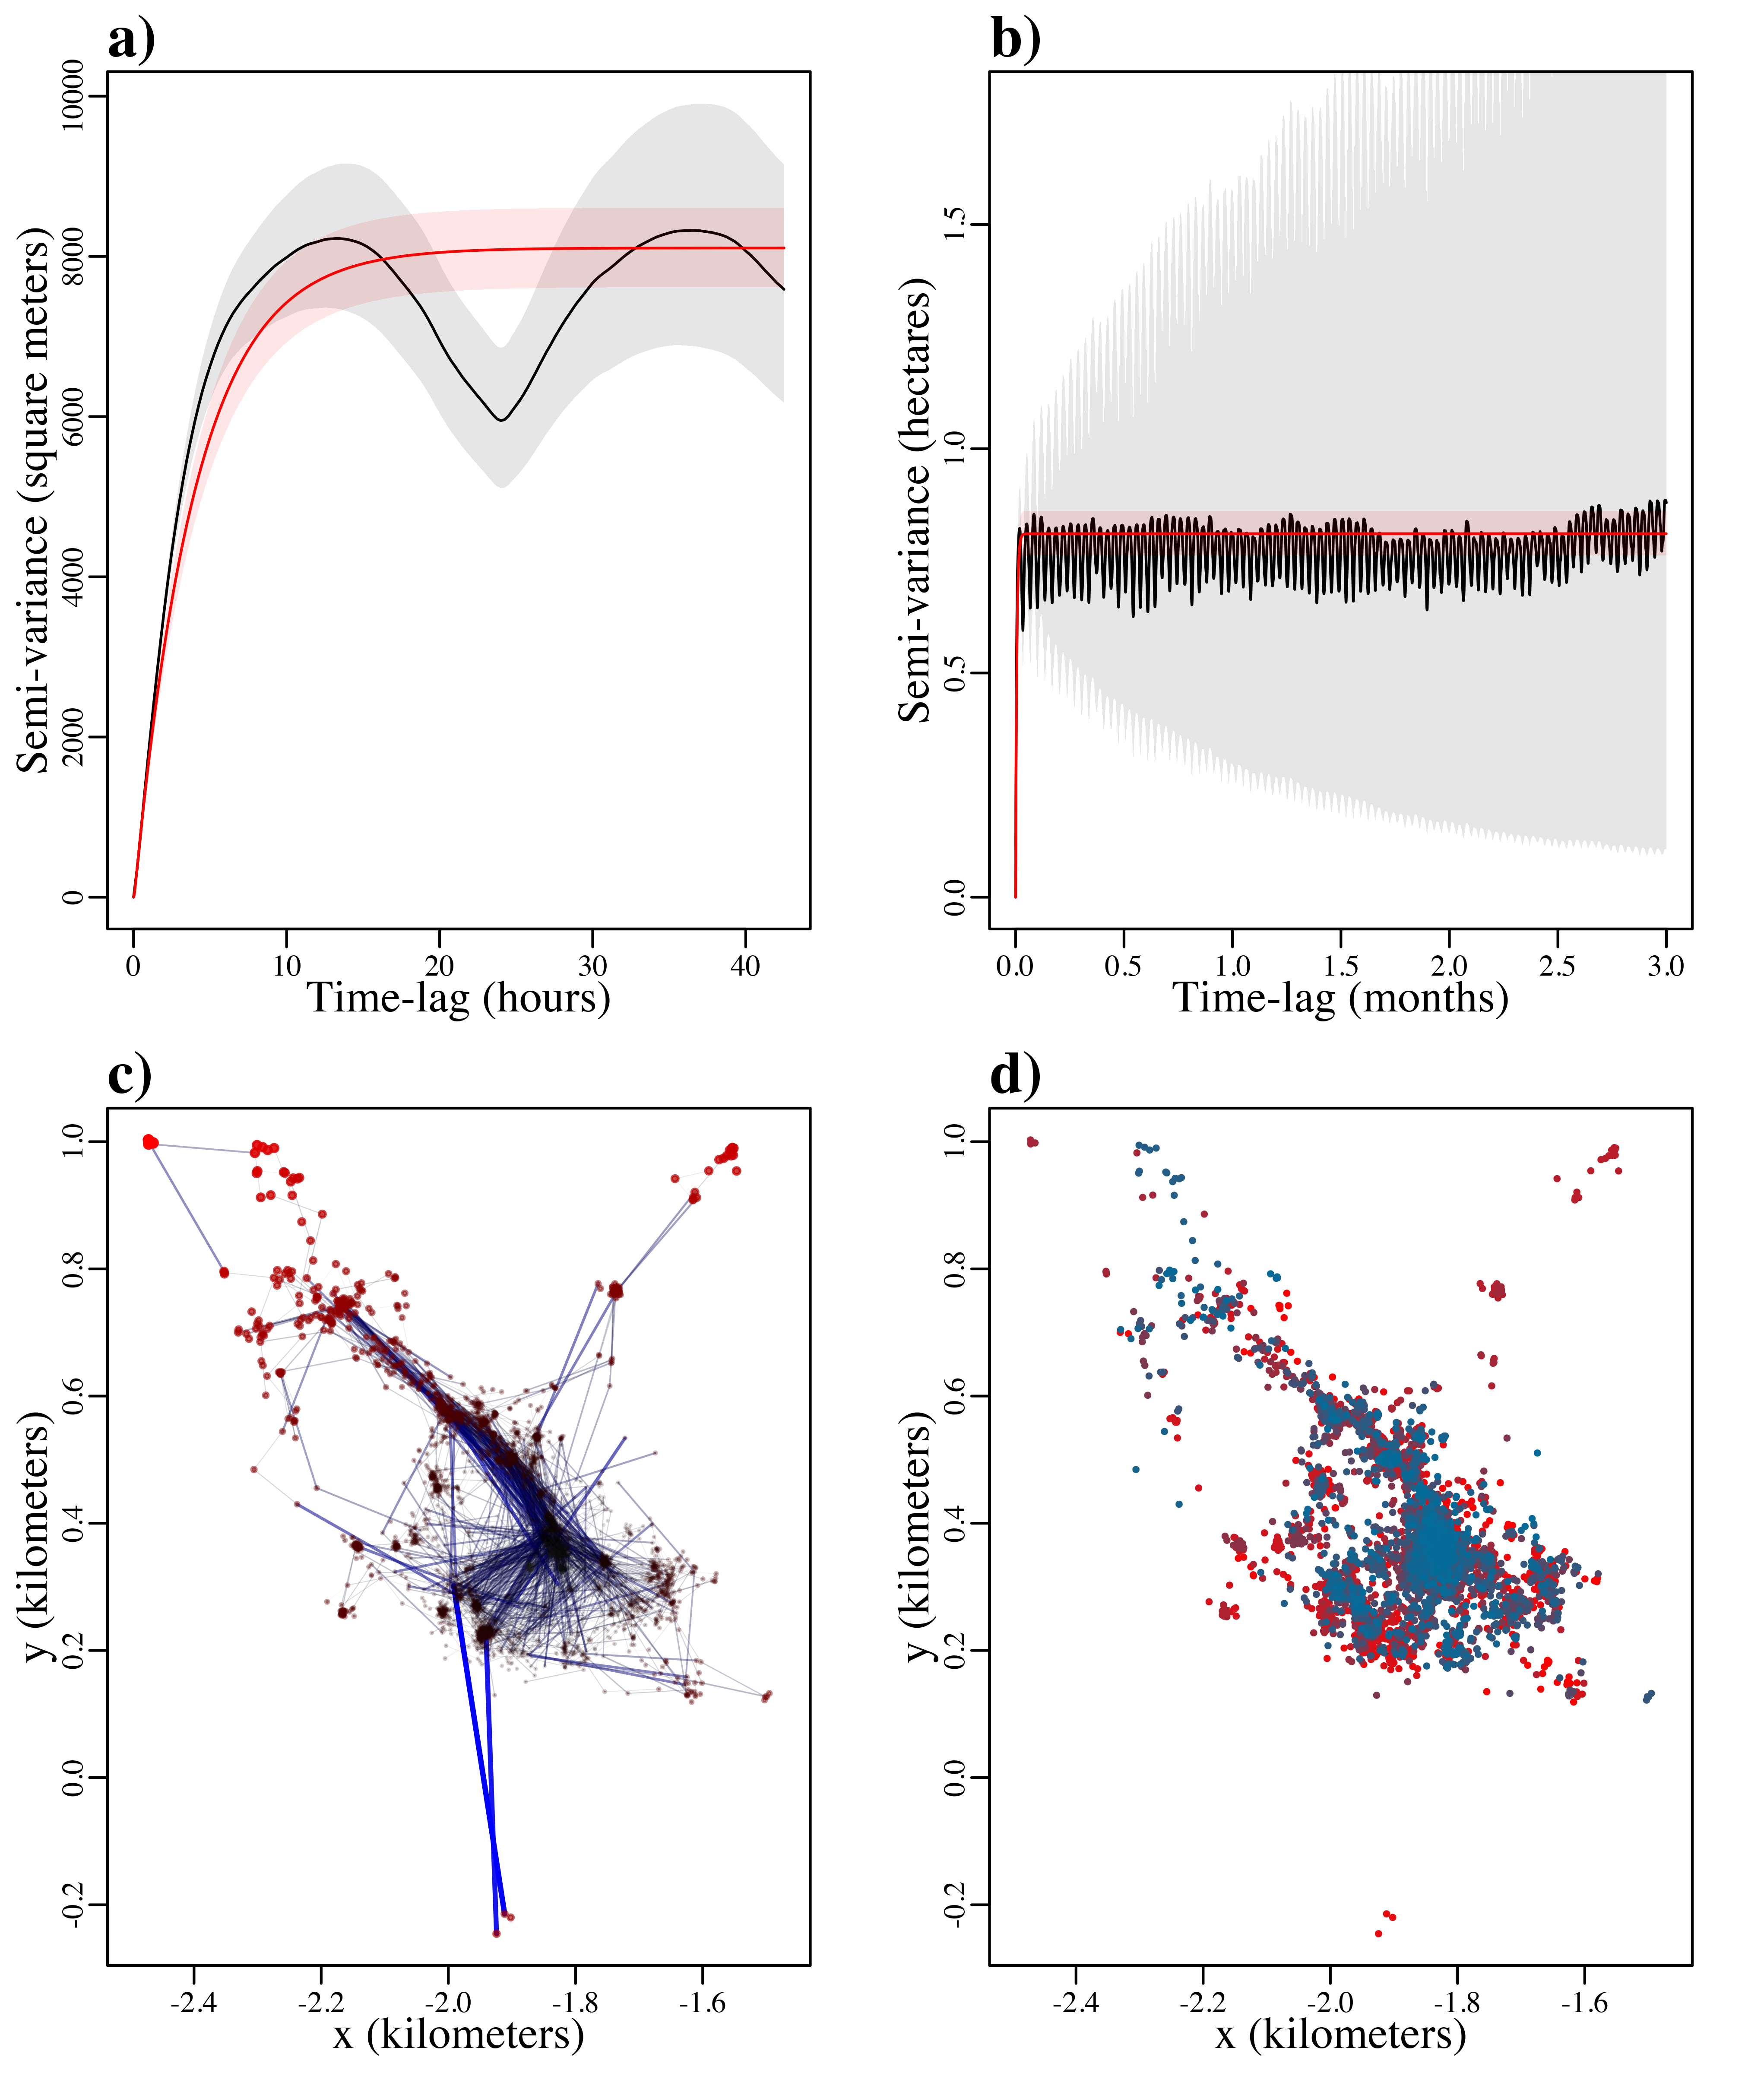 a)
Semi-variance (square meters)
10000
8000
6000
4000
2000
0
0 10 20 30 40
Time-lag (hours)
b)
Semi-variance (hectares)
1.5
1.0
0.5
0.0
0.0 0.5 1.0 1.5 2.0 2.5 3.0
Time-lag (months)
c)
y (kilometers)
1.0
0.8
0.6
0.4
0.2
0.0
-0.2
-2.4 -2.2 -2.0 -1.8 -1.6
x (kilometers)
d)
y (kilometers)
1.0
0.8
0.6
0.4
0.2
0.0
-0.2
-2.4 -2.2 -2.0 -1.8 -1.6
x (kilometers)